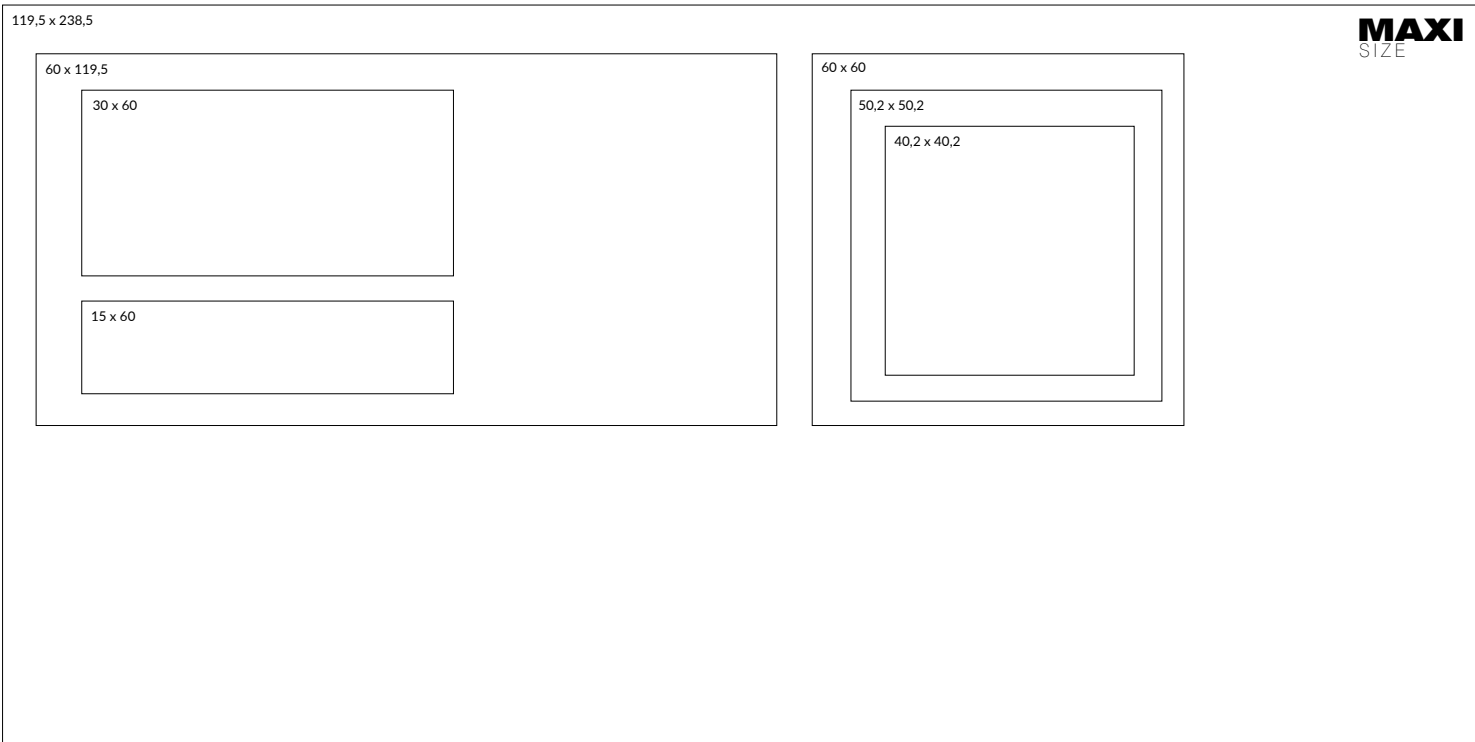 119,5 x 238,5
MAXI
SIZE
60 x 119,5
30 x 60
15 x 60
60 x 60
50,2 x 50,2
40,2 x 40,2